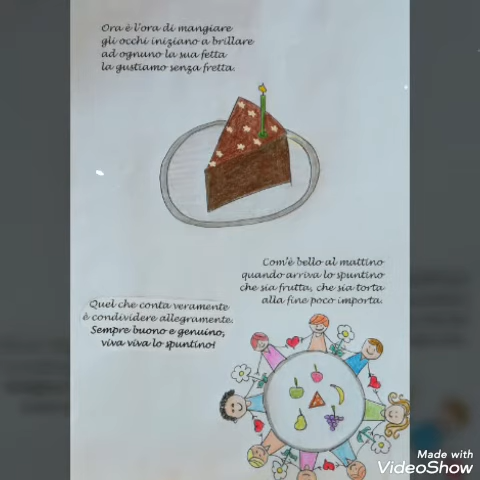 Ora è l'ora di mangiare
gli occhi iniziano a brillare
ad ognuno la sua fetta
la gustiamo senza fretta.
Com'è bello al mattino
quando arriva lo spuntino
che sia frutta, che sia torta
alla fine poco importa.
Quel che conta veramente
è condividere allegramente.
Sempre buono e genuino,
viva viva lo spuntino!
Made with
VideoShow